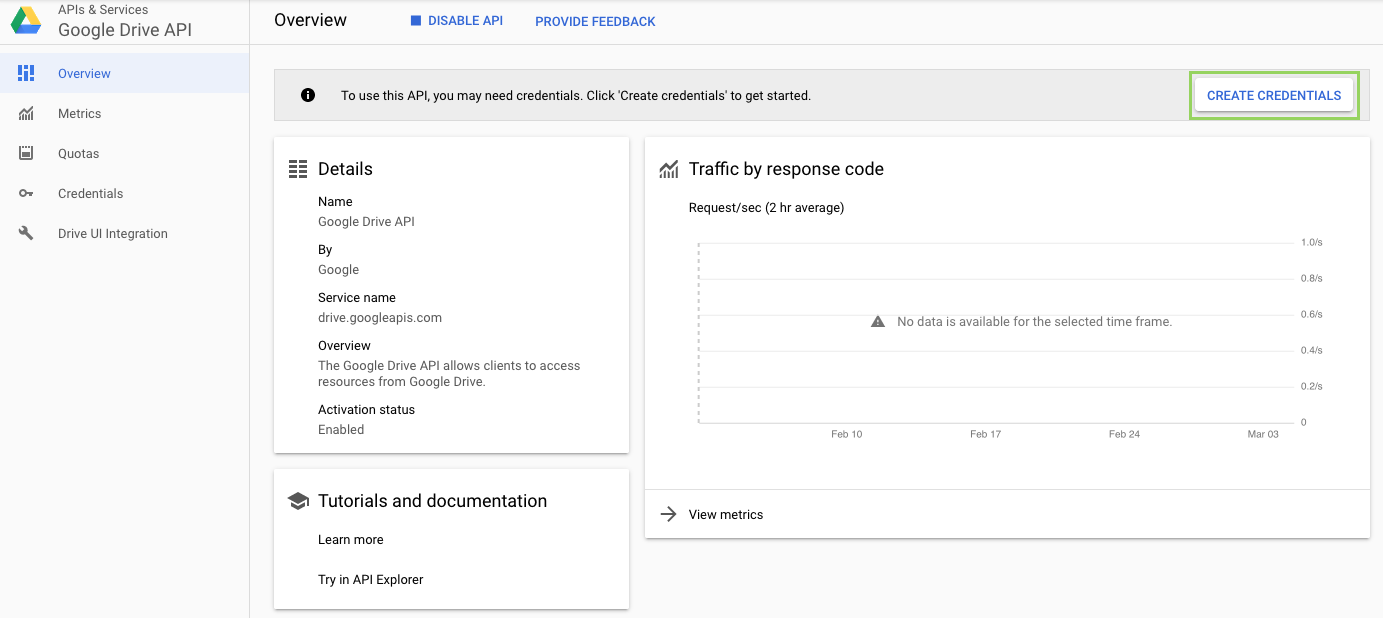 APIs & Services
Google Drive API
Overview
DISABLE API
PROVIDE FEEDBACK
Overview
Metrics
Quotas
Credentials
Drive UI Integration
To use this API, you may need credentials. Click 'Create credentials' to get started.
CREATE CREDENTIALS
Details
Name
Google Drive API
By
Google
Service name
drive.googleapis.com
Overview
The Google Drive API allows clients to access
resources from Google Drive.
Activation status
Enabled
Tutorials and documentation
Learn more
Try in API Explorer
Traffic by response code
Request/sec (2 hr average)
1.0/s
0.8/s
0.6/s
No data is available for the selected time frame.
0.4/s
0.2/s
0
Feb 10
Feb 17
Feb 24
Mar 03
View metrics